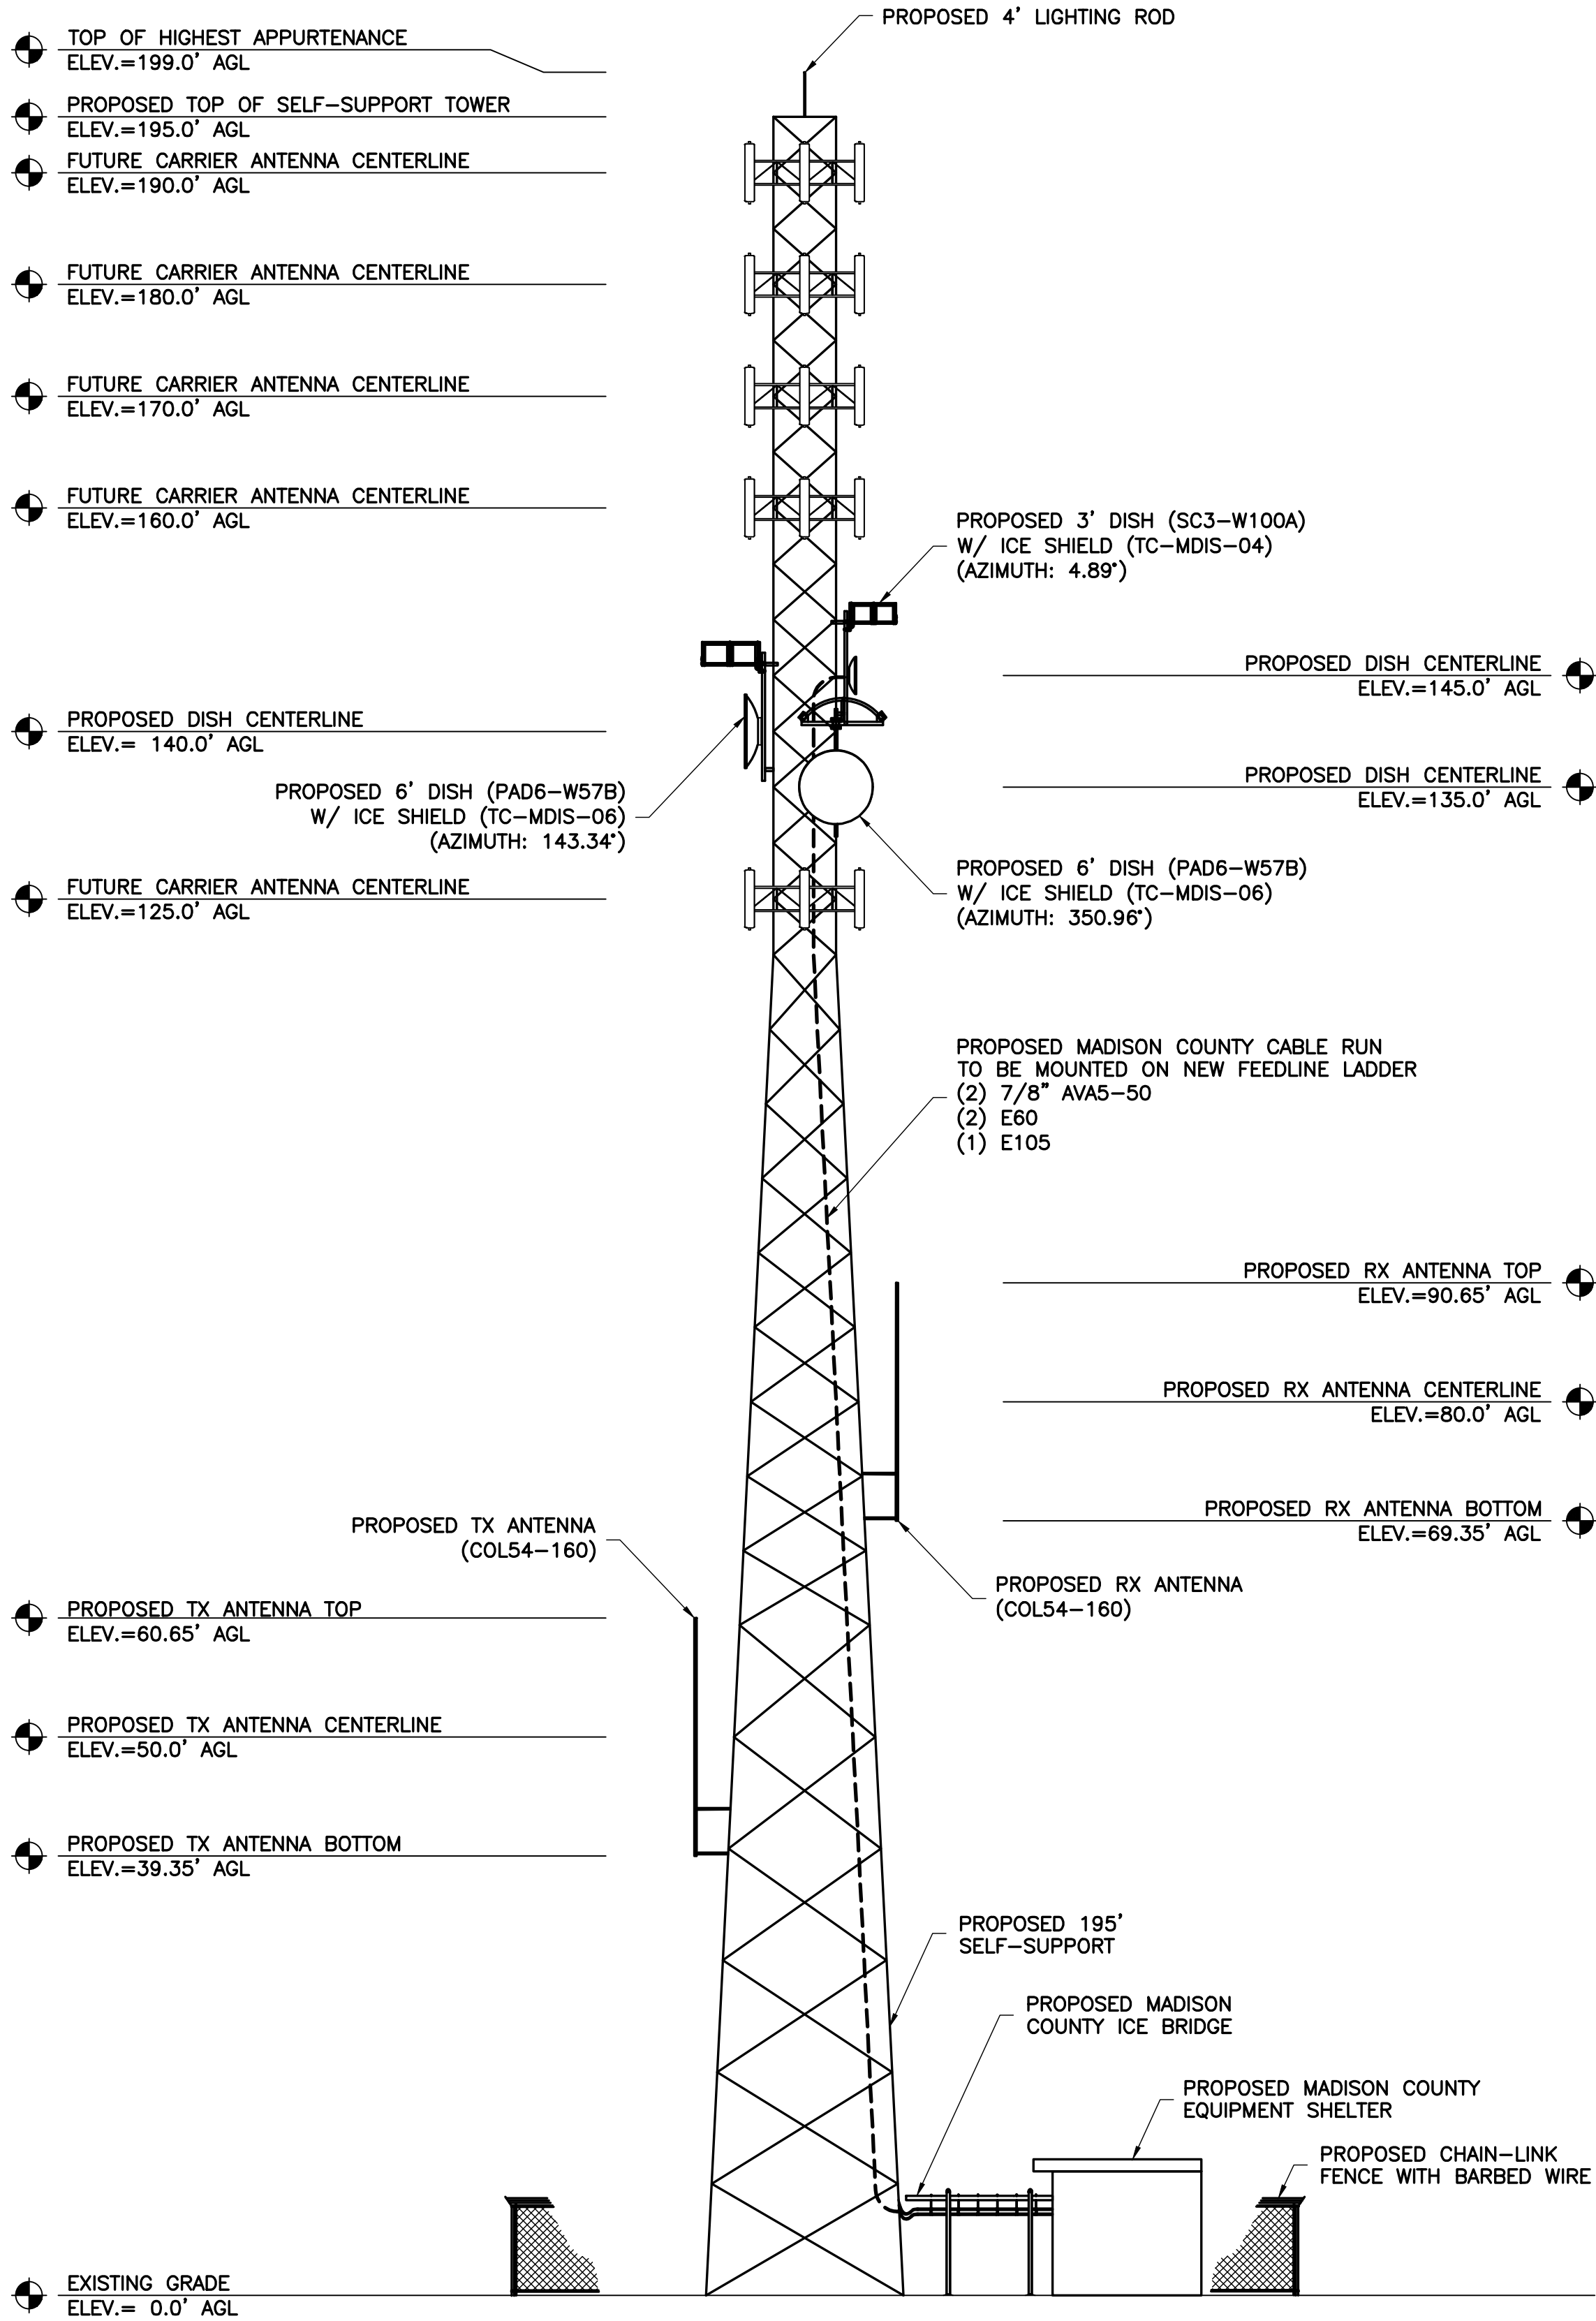 PROPOSED 4' LIGHTING ROD
TOP OF HIGHEST APPURTENANCE
ELEV.=199.0' AGL
PROPOSED TOP OF SELF-SUPPORT TOWER
ELEV.=195.0' AGL
FUTURE CARRIER ANTENNA CENTERLINE
ELEV.=190.0' AGL
FUTURE CARRIER ANTENNA CENTERLINE
ELEV.=180.0' AGL
FUTURE CARRIER ANTENNA CENTERLINE
ELEV.=170.0' AGL
FUTURE CARRIER ANTENNA CENTERLINE
ELEV.=160.0' AGL
PROPOSED 3' DISH (SC3-W100A)
W/ ICE SHIELD (TC-MDIS-04)
(AZIMUTH: 4.89°)
PROPOSED DISH CENTERLINE
ELEV.=145.0' AGL
PROPOSED DISH CENTERLINE
ELEV.= 140.0' AGL
PROPOSED 6' DISH (PAD6-W57B)
W/ ICE SHIELD (TC-MDIS-06)
(AZIMUTH: 143.34°)
PROPOSED DISH CENTERLINE
ELEV.=135.0' AGL
PROPOSED 6' DISH (PAD6-W57B)
W/ ICE SHIELD (TC-MDIS-06)
(AZIMUTH: 350.96°)
FUTURE CARRIER ANTENNA CENTERLINE
ELEV.=125.0' AGL
PROPOSED MADISON COUNTY CABLE RUN
TO BE MOUNTED ON NEW FEEDLINE LADDER
(2) 7/8" AVA5-50
(2) E60
(1) E105
PROPOSED RX ANTENNA TOP
ELEV.=90.65' AGL
PROPOSED RX ANTENNA CENTERLINE
ELEV.=80.0' AGL
PROPOSED RX ANTENNA BOTTOM
ELEV.=69.35' AGL
PROPOSED TX ANTENNA
(COL54-160)
PROPOSED RX ANTENNA
(COL54-160)
PROPOSED TX ANTENNA TOP
ELEV.=60.65' AGL
PROPOSED TX ANTENNA CENTERLINE
ELEV.=50.0' AGL
PROPOSED TX ANTENNA BOTTOM
ELEV.=39.35' AGL
PROPOSED 195'
SELF-SUPPORT
PROPOSED MADISON
COUNTY ICE BRIDGE
PROPOSED MADISON COUNTY
EQUIPMENT SHELTER
PROPOSED CHAIN-LINK
FENCE WITH BARBED WIRE
EXISTING GRADE
ELEV.= 0.0' AGL